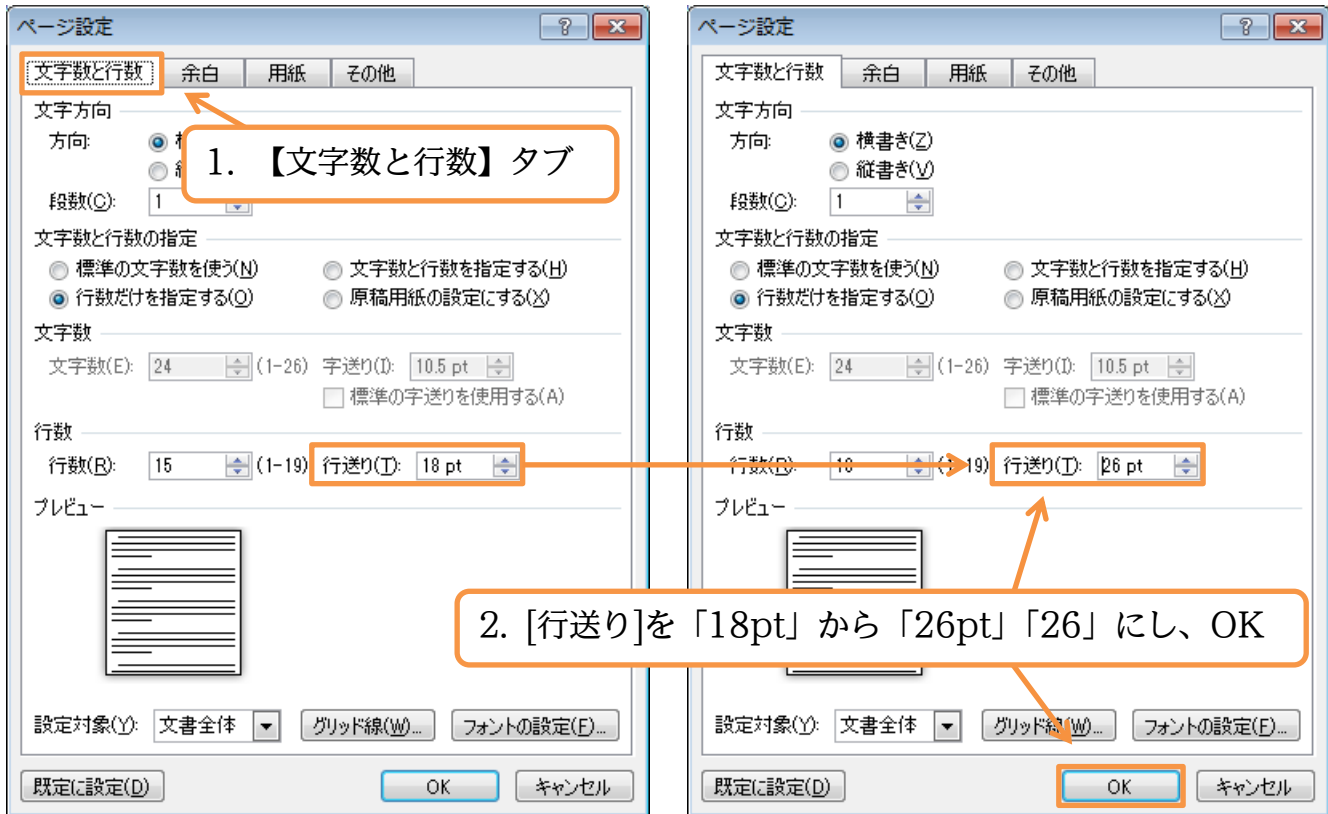 ページ設定
文字数と行数 余白 用紙 その他
文字方向
方向:
1. 【文字数と行数】タブ
段数(C): 1
文字数と行数の指定
標準の文字数を使う(N) 文字数と行数を指定する(H)
行数だけを指定する(O) 原稿用紙の設定にする(X)
文字数
文字数(E): 24 (1-26) 字送り(I): 10.5 pt
標準の字送りを使用する(A)
行数
行数(R): 15 (1-19) 行送り(T): 18 pt
プレビュー
設定対象(Y): 文書全体 グリッド線(W)... フォントの設定(F)...
既定に設定(D) OK キャンセル
ページ設定
文字数と行数 余白 用紙 その他
文字方向
方向: 横書き(Z)
縦書き(V)
段数(C): 1
文字数と行数の指定
標準の文字数を使う(N) 文字数と行数を指定する(H)
行数だけを指定する(O) 原稿用紙の設定にする(X)
文字数
文字数(E): 24 (1-26) 字送り(I): 10.5 pt
標準の字送りを使用する(A)
行数
行数(R): (1-19) 行送り(T): 26 pt
プレビュー
2. [行送り]を「18pt」から「26pt」「26」にし、OK
設定対象(Y): 文書全体 グリッド線(W)... フォントの設定(F)...
既定に設定(D) OK キャンセル